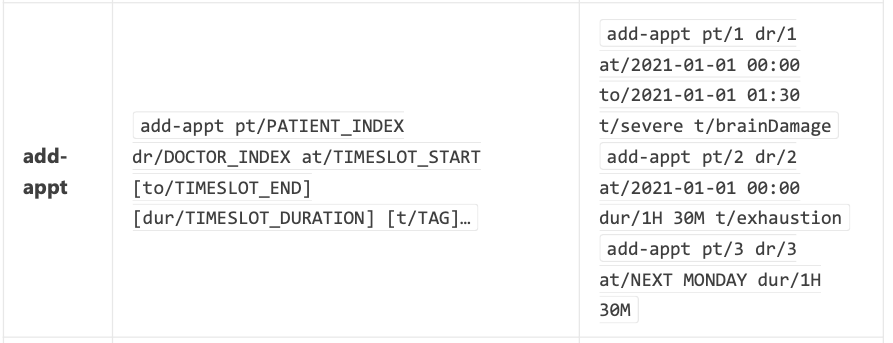 add-
appt
add-appt pt/PATIENT_INDEX
dr/DOCTOR_INDEX at/TIMESLOT_START
[to/TIMESLOT_END]
[dur/TIMESLOT_DURATION] [t/TAG]…
add-appt pt/1 dr/1
at/2021-01-01 00:00
to/2021-01-01 01:30
t/severe t/brainDamage
add-appt pt/2 dr/2
at/2021-01-01 00:00
dur/1H 30M t/exhaustion
add-appt pt/3 dr/3
at/NEXT MONDAY dur/1H
30M